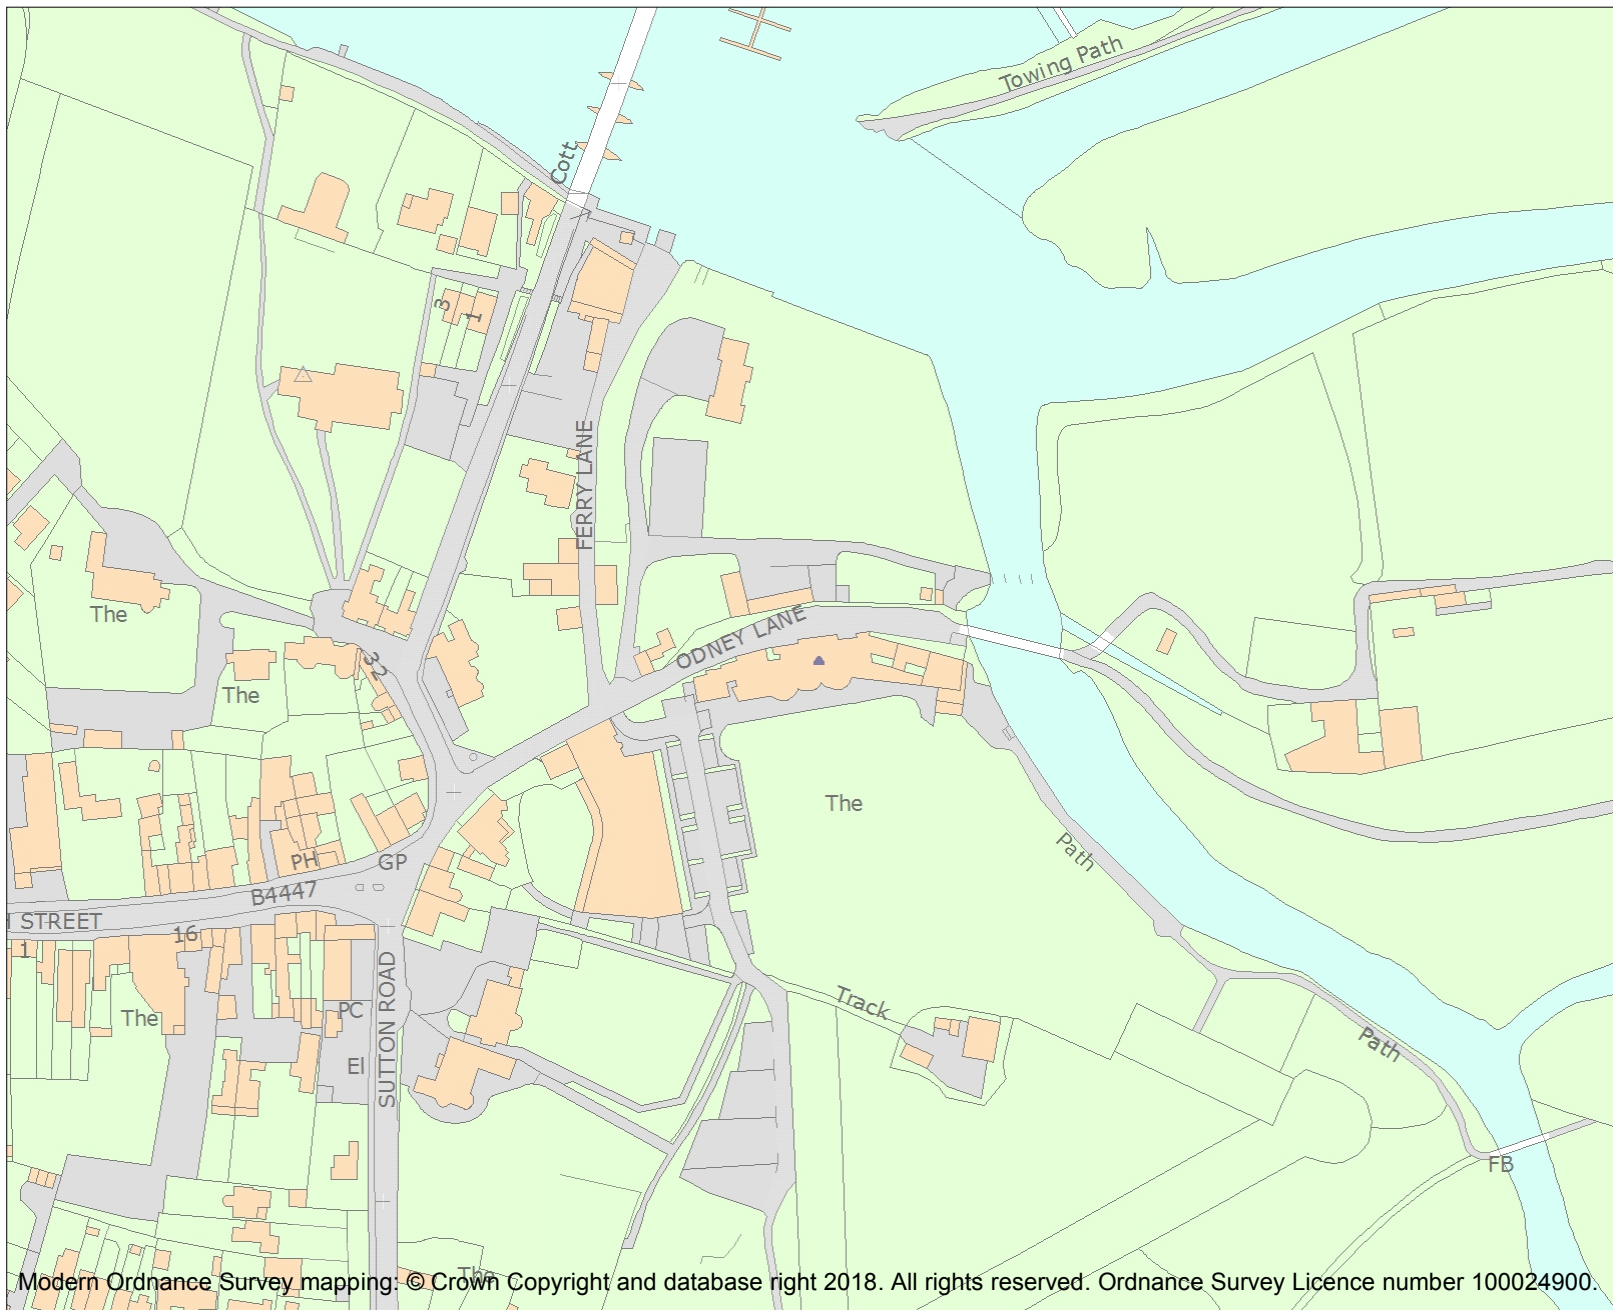 Towing Path
Cott
3
1
FERRY LANE
The
32
ODNEY LANE
The
The
Path
PH
GP
B4447
H STREET
16
1
SUTTON ROAD
Track
The
PC
El
Path
FB
The
Modern Ordnance Survey mapping: © Crown Copyright and database right 2018. All rights reserved. Ordnance Survey Licence number 100024900.